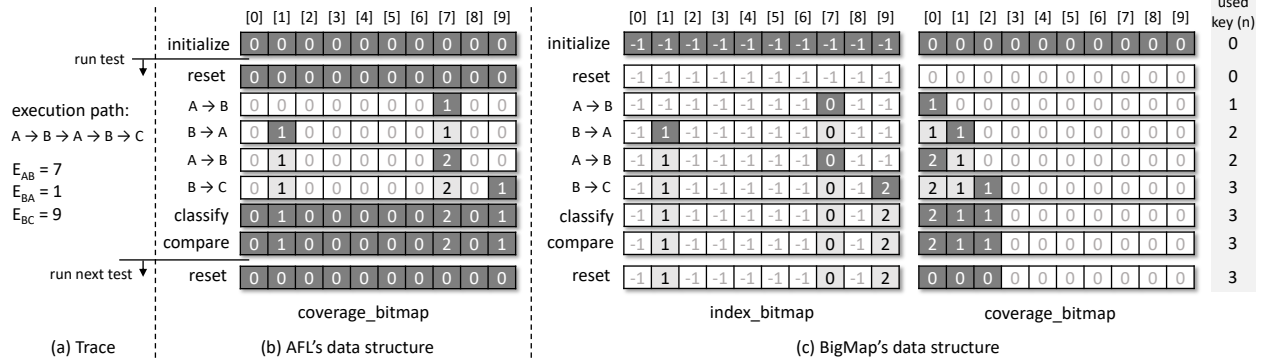 used
key (n)
[0] [1] [2] [3] [4] [5] [6] [7] [8] [9]
[0] [1] [2] [3] [4] [5] [6] [7] [8] [9]
[0] [1] [2] [3] [4] [5] [6] [7] [8] [9]
initialize 0 0 0 0 0 0 0 0 0 0
initialize -1 -1 -1 -1 -1 -1 -1 -1 -1 -1
0 0 0 0 0 0 0 0 0 0
0
run test
reset 0 0 0 0 0 0 0 0 0 0
reset -1 -1 -1 -1 -1 -1 -1 -1 -1 -1
0 0 0 0 0 0 0 0 0 0
0
execution path:
A → B → A → B → C
E_AB = 7
E_BA = 1
E_BC = 9
A → B 0 0 0 0 0 0 0 1 0 0
A → B -1 -1 -1 -1 -1 -1 -1 0 -1 -1
1 0 0 0 0 0 0 0 0 0
1
B → A 0 1 0 0 0 0 0 1 0 0
B → A -1 1 -1 -1 -1 -1 -1 0 -1 -1
1 1 0 0 0 0 0 0 0 0
2
A → B 0 1 0 0 0 0 0 2 0 0
A → B -1 1 -1 -1 -1 -1 -1 0 -1 -1
2 1 0 0 0 0 0 0 0 0
2
B → C 0 1 0 0 0 0 0 2 0 1
B → C -1 1 -1 -1 -1 -1 -1 0 -1 2
2 1 1 0 0 0 0 0 0 0
3
classify 0 1 0 0 0 0 0 2 0 1
classify -1 1 -1 -1 -1 -1 -1 0 -1 2
2 1 1 0 0 0 0 0 0 0
3
compare 0 1 0 0 0 0 0 2 0 1
compare -1 1 -1 -1 -1 -1 -1 0 -1 2
2 1 1 0 0 0 0 0 0 0
3
run next test
reset 0 0 0 0 0 0 0 0 0 0
reset -1 1 -1 -1 -1 -1 -1 0 -1 2
0 0 0 0 0 0 0 0 0 0
3
coverage_bitmap
index_bitmap
coverage_bitmap
(a) Trace
(b) AFL's data structure
(c) BigMap's data structure